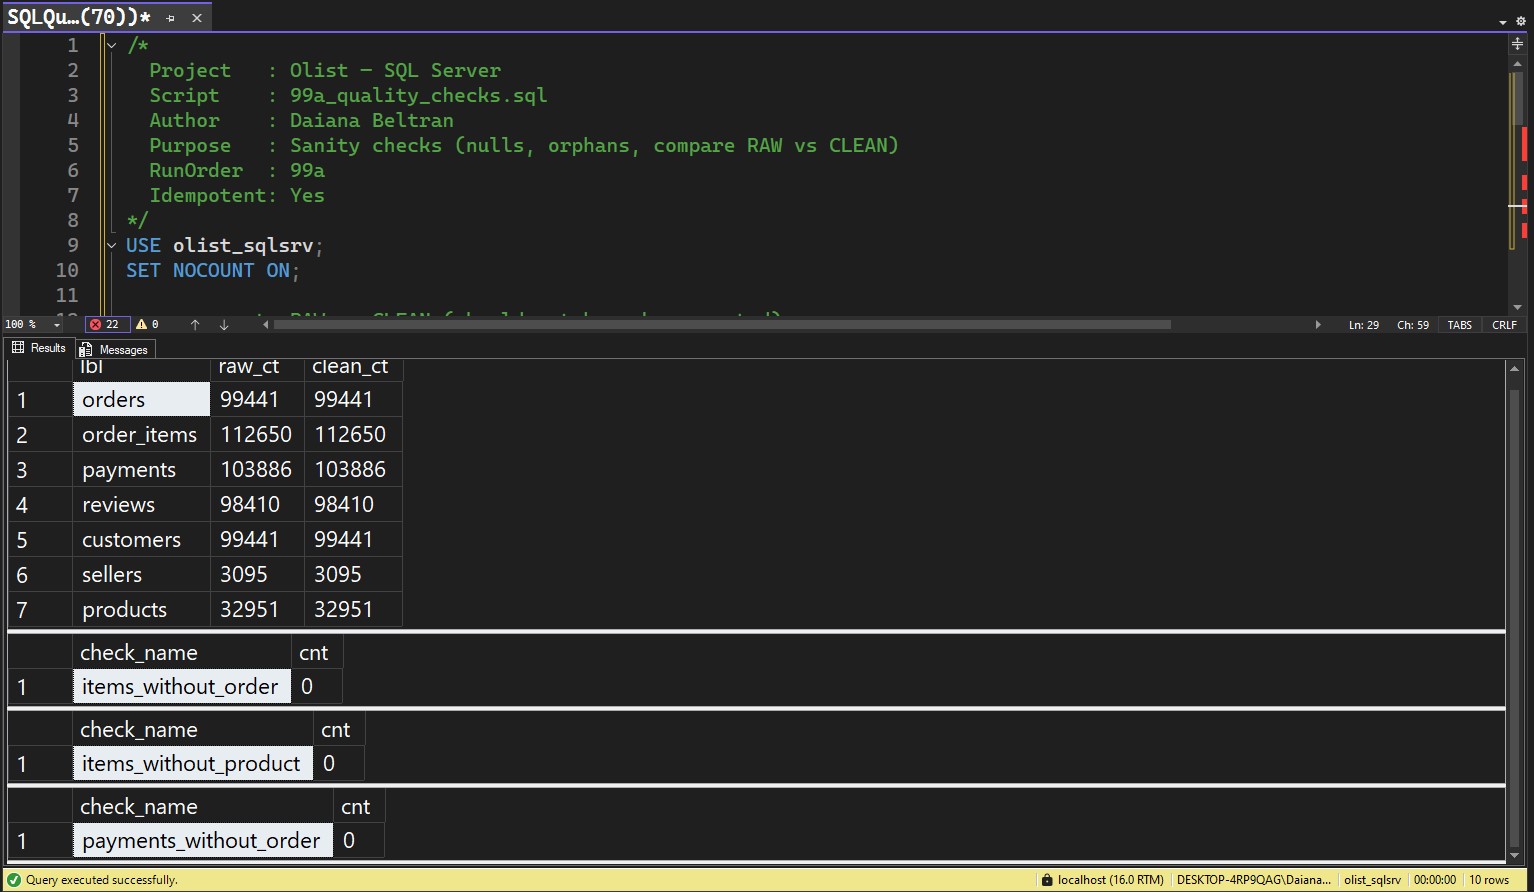 SQLQu...(70))*
1 /*
2 Project : Olist – SQL Server
3 Script : 99a_quality_checks.sql
4 Author : Daiana Beltran
5 Purpose : Sanity checks (nulls, orphans, compare RAW vs CLEAN)
6 RunOrder : 99a
7 Idempotent: Yes
8 */
9 USE olist_sqlsrv;
10 SET NOCOUNT ON;
11
100 % 22 0 Ln: 29 Ch: 59 TABS CRLF
Results Messages
lbl raw_ct clean_ct
1 orders 99441 99441
2 order_items 112650 112650
3 payments 103886 103886
4 reviews 98410 98410
5 customers 99441 99441
6 sellers 3095 3095
7 products 32951 32951
check_name cnt
1 items_without_order 0
check_name cnt
1 items_without_product 0
check_name cnt
1 payments_without_order 0
Query executed successfully. localhost (16.0 RTM) DESKTOP-4RP9QAG\Daiana... olist_sqlsrv 00:00:00 10 rows